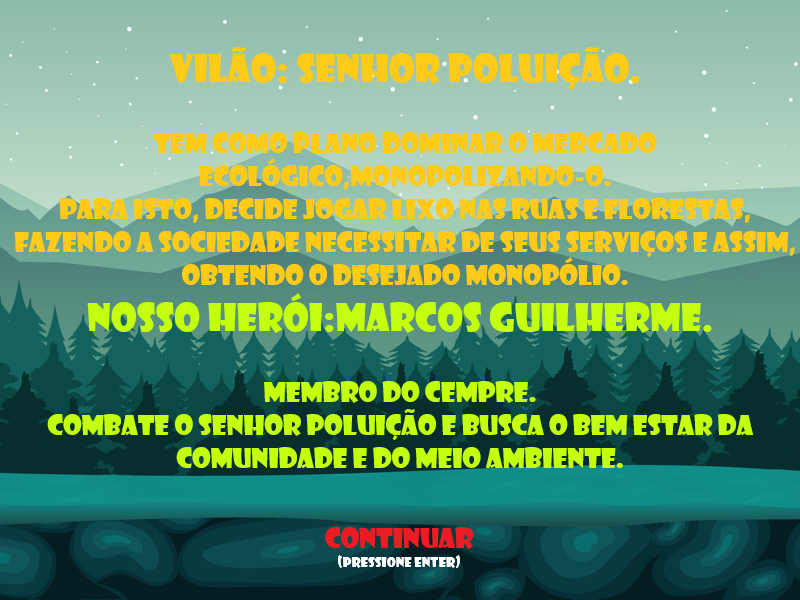 VILÃO: SENHOR POLUIÇÃO.
TEM COMO PLANO DOMINAR O MERCADO
ECOLÓGICO,MONOPOLIZANDO-O.
PARA ISTO, DECIDE JOGAR LIXO NAS RUAS E FLORESTAS,
FAZENDO A SOCIEDADE NECESSITAR DE SEUS SERVIÇOS E ASSIM,
OBTENDO O DESEJADO MONOPÓLIO.
NOSSO HERÓI:MARCOS GUILHERME.
MEMBRO DO CEMPRE.
COMBATE O SENHOR POLUIÇÃO E BUSCA O BEM ESTAR DA
COMUNIDADE E DO MEIO AMBIENTE.
CONTINUAR
(PRESSIONE ENTER)